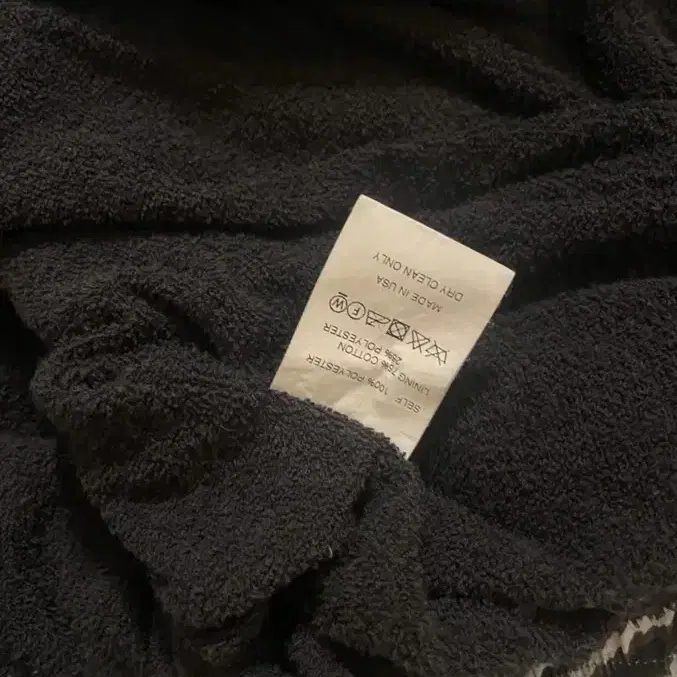 SELF 100% POLYESTER
LINING 75% COTTON
25% POLYESTER
W F
MADE IN USA
DRY CLEAN ONLY